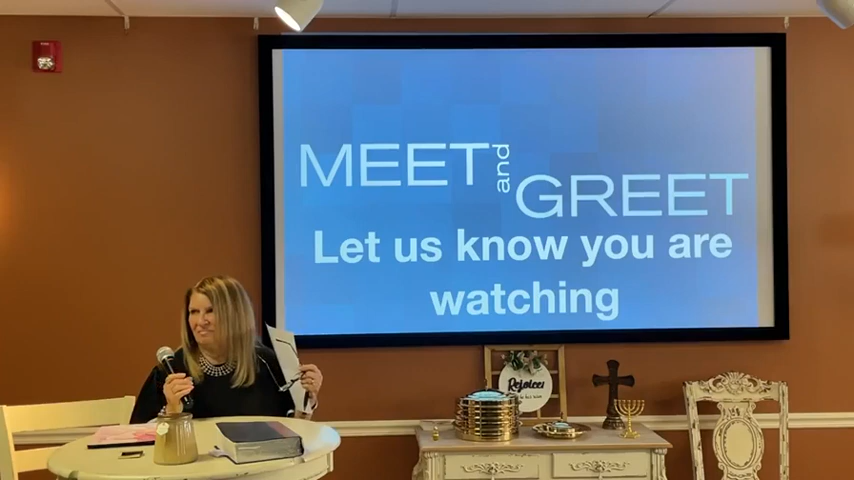 MEET and
GREET
Let us know you are
watching
Rejoice